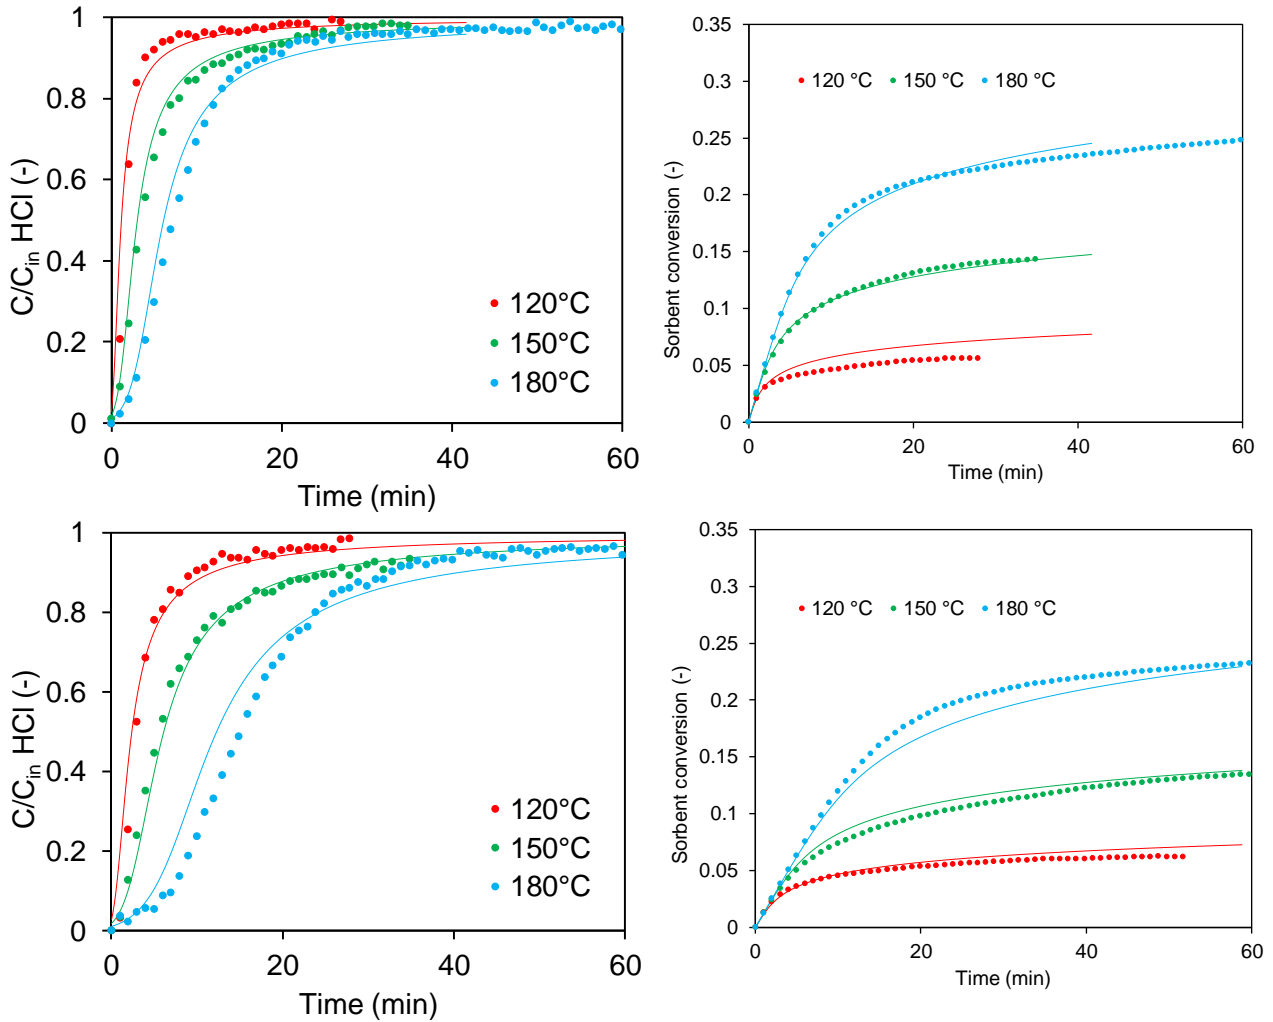 1
0.8
0.6
0.4
0.2
0
C/Cin HCl (-)
120°C
150°C
180°C
0
20
40
60
Time (min)
0.35
0.3
0.25
0.2
0.15
0.1
0.05
0
Sorbent conversion (-)
120 °C 150 °C 180 °C
0
20
40
60
Time (min)
1
0.8
0.6
0.4
0.2
0
C/Cin HCl (-)
120°C
150°C
180°C
0
20
40
60
Time (min)
0.35
0.3
0.25
0.2
0.15
0.1
0.05
0
Sorbent conversion (-)
120 °C 150 °C 180 °C
0
20
40
60
Time (min)